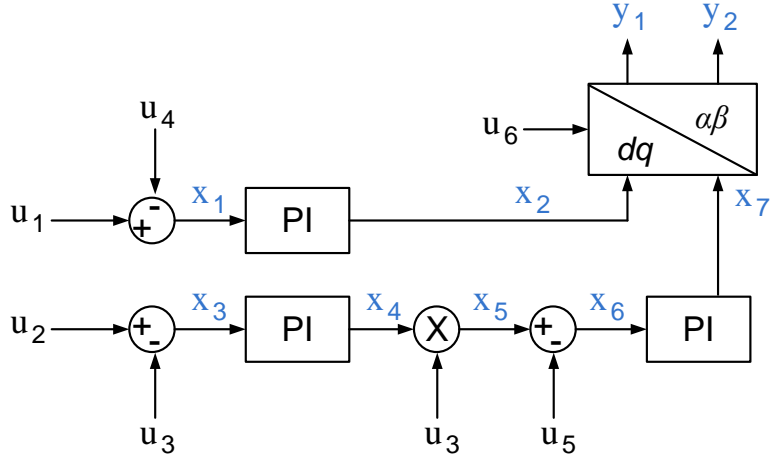 y₁ y₂
u₄
u₆
αβ
dq
-
u₁
+
x₁
PI
x₂
x₇
u₂
+
-
x₃
PI
x₄
X
x₅
+
-
x₆
PI
u₃
u₃
u₅